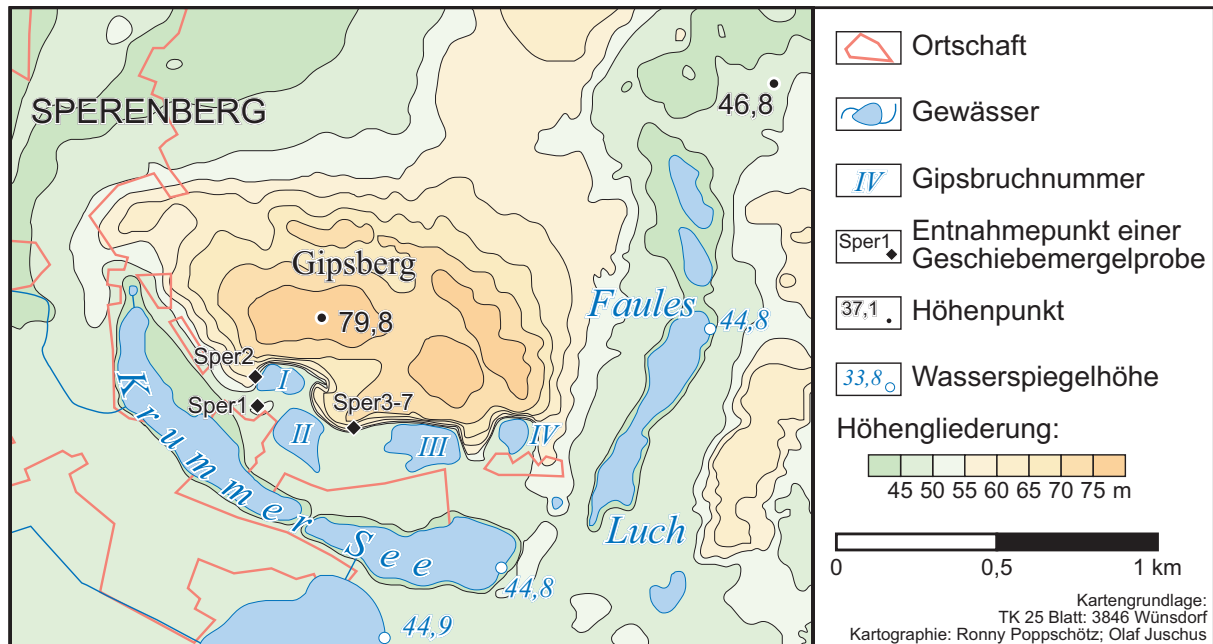 SPERENBERG
46,8
Gipsberg
79,8
Faules
44,8
Sper2
I
Sper1
Sper3-7
II
III
IV
Krummer See
Luch
44,8
44,9
Ortschaft
Gewässer
IV
Gipsbruchnummer
Sper1
Entnahmepunkt einer
Geschiebemergelprobe
37,1
Höhenpunkt
33,8
Wasserspiegelhöhe
Höhengliederung:
45 50 55 60 65 70 75 m
0 0,5 1 km
Kartengrundlage:
TK 25 Blatt: 3846 Wünsdorf
Kartographie: Ronny Poppschötz; Olaf Juschus